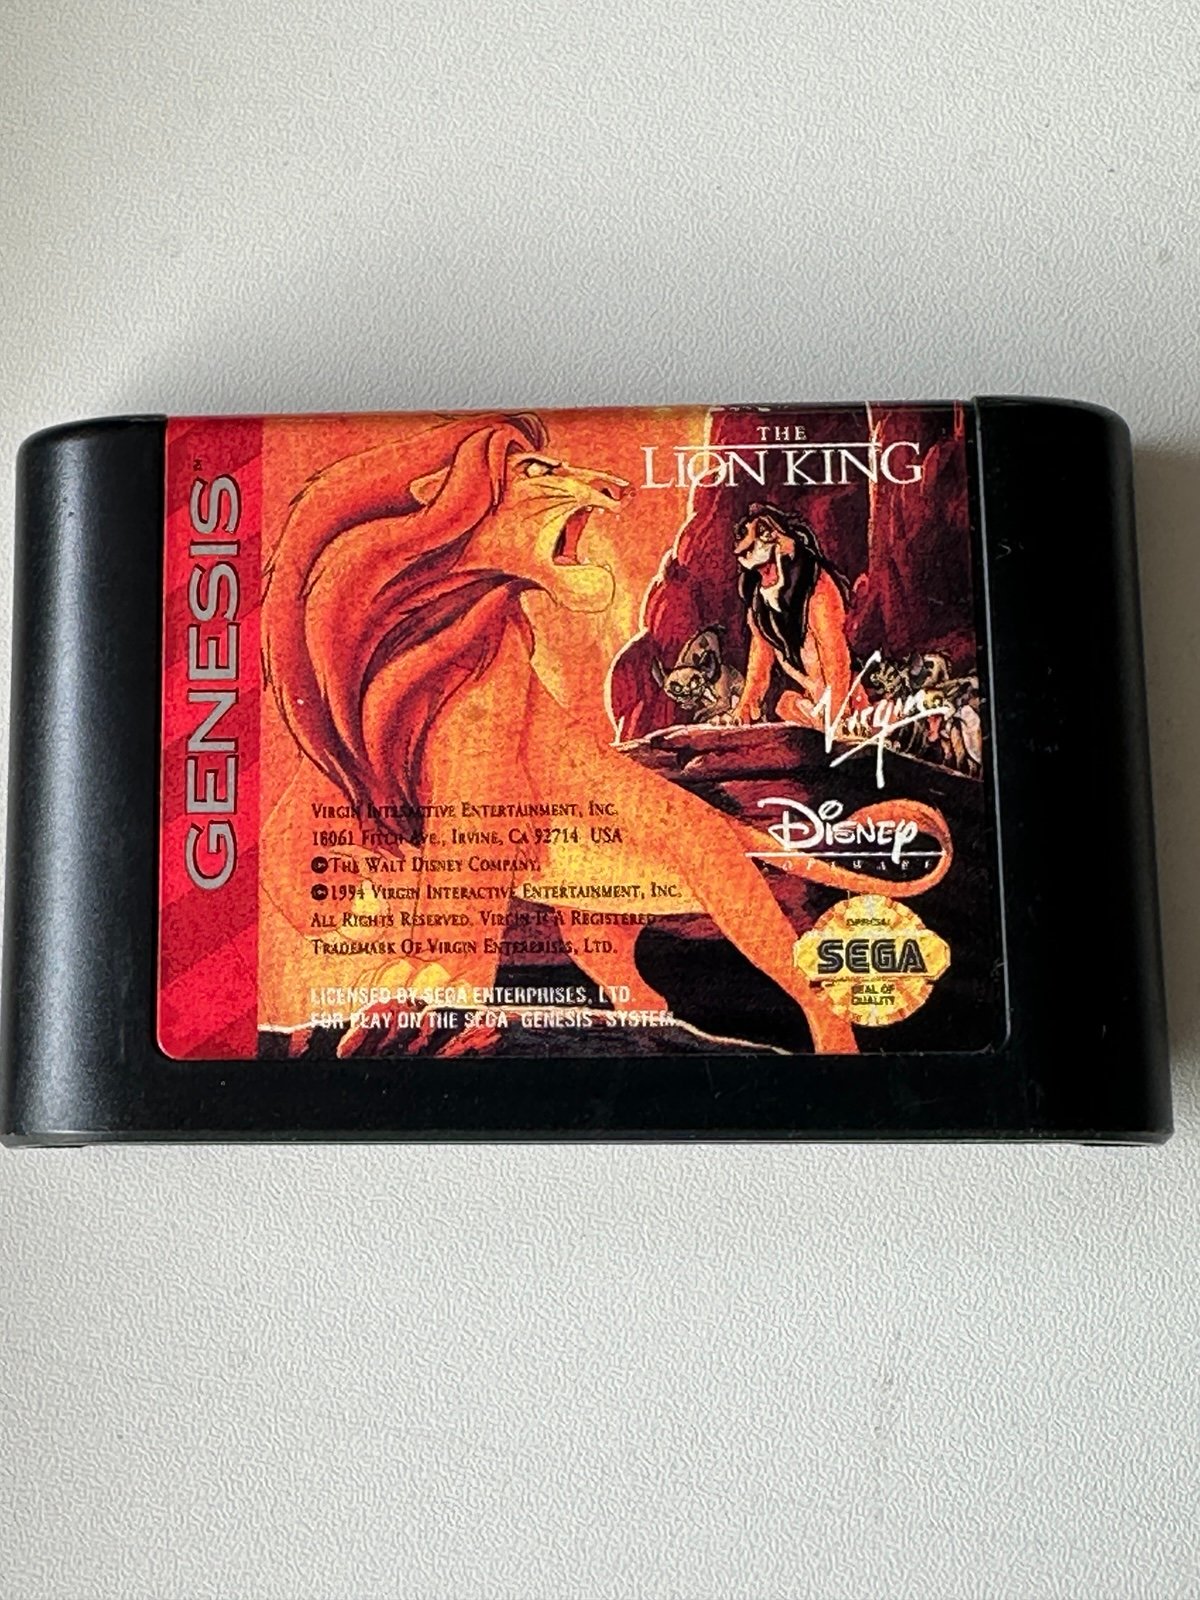 GENESIS™
THE
LION KING
Virgin
Disney
SOFTWARE
VIRGIN INTERACTIVE ENTERTAINMENT, INC.
18061 FITCH AVE., IRVINE, CA 92714 USA
©THE WALT DISNEY COMPANY.
©1994 VIRGIN INTERACTIVE ENTERTAINMENT, INC.
ALL RIGHTS RESERVED. VIRGIN IS A REGISTERED
TRADEMARK OF VIRGIN ENTERPRISES, LTD.
LICENSED BY SEGA ENTERPRISES, LTD.
FOR PLAY ON THE SEGA GENESIS SYSTEM.
OFFICIAL
SEGA
SEAL OF
QUALITY